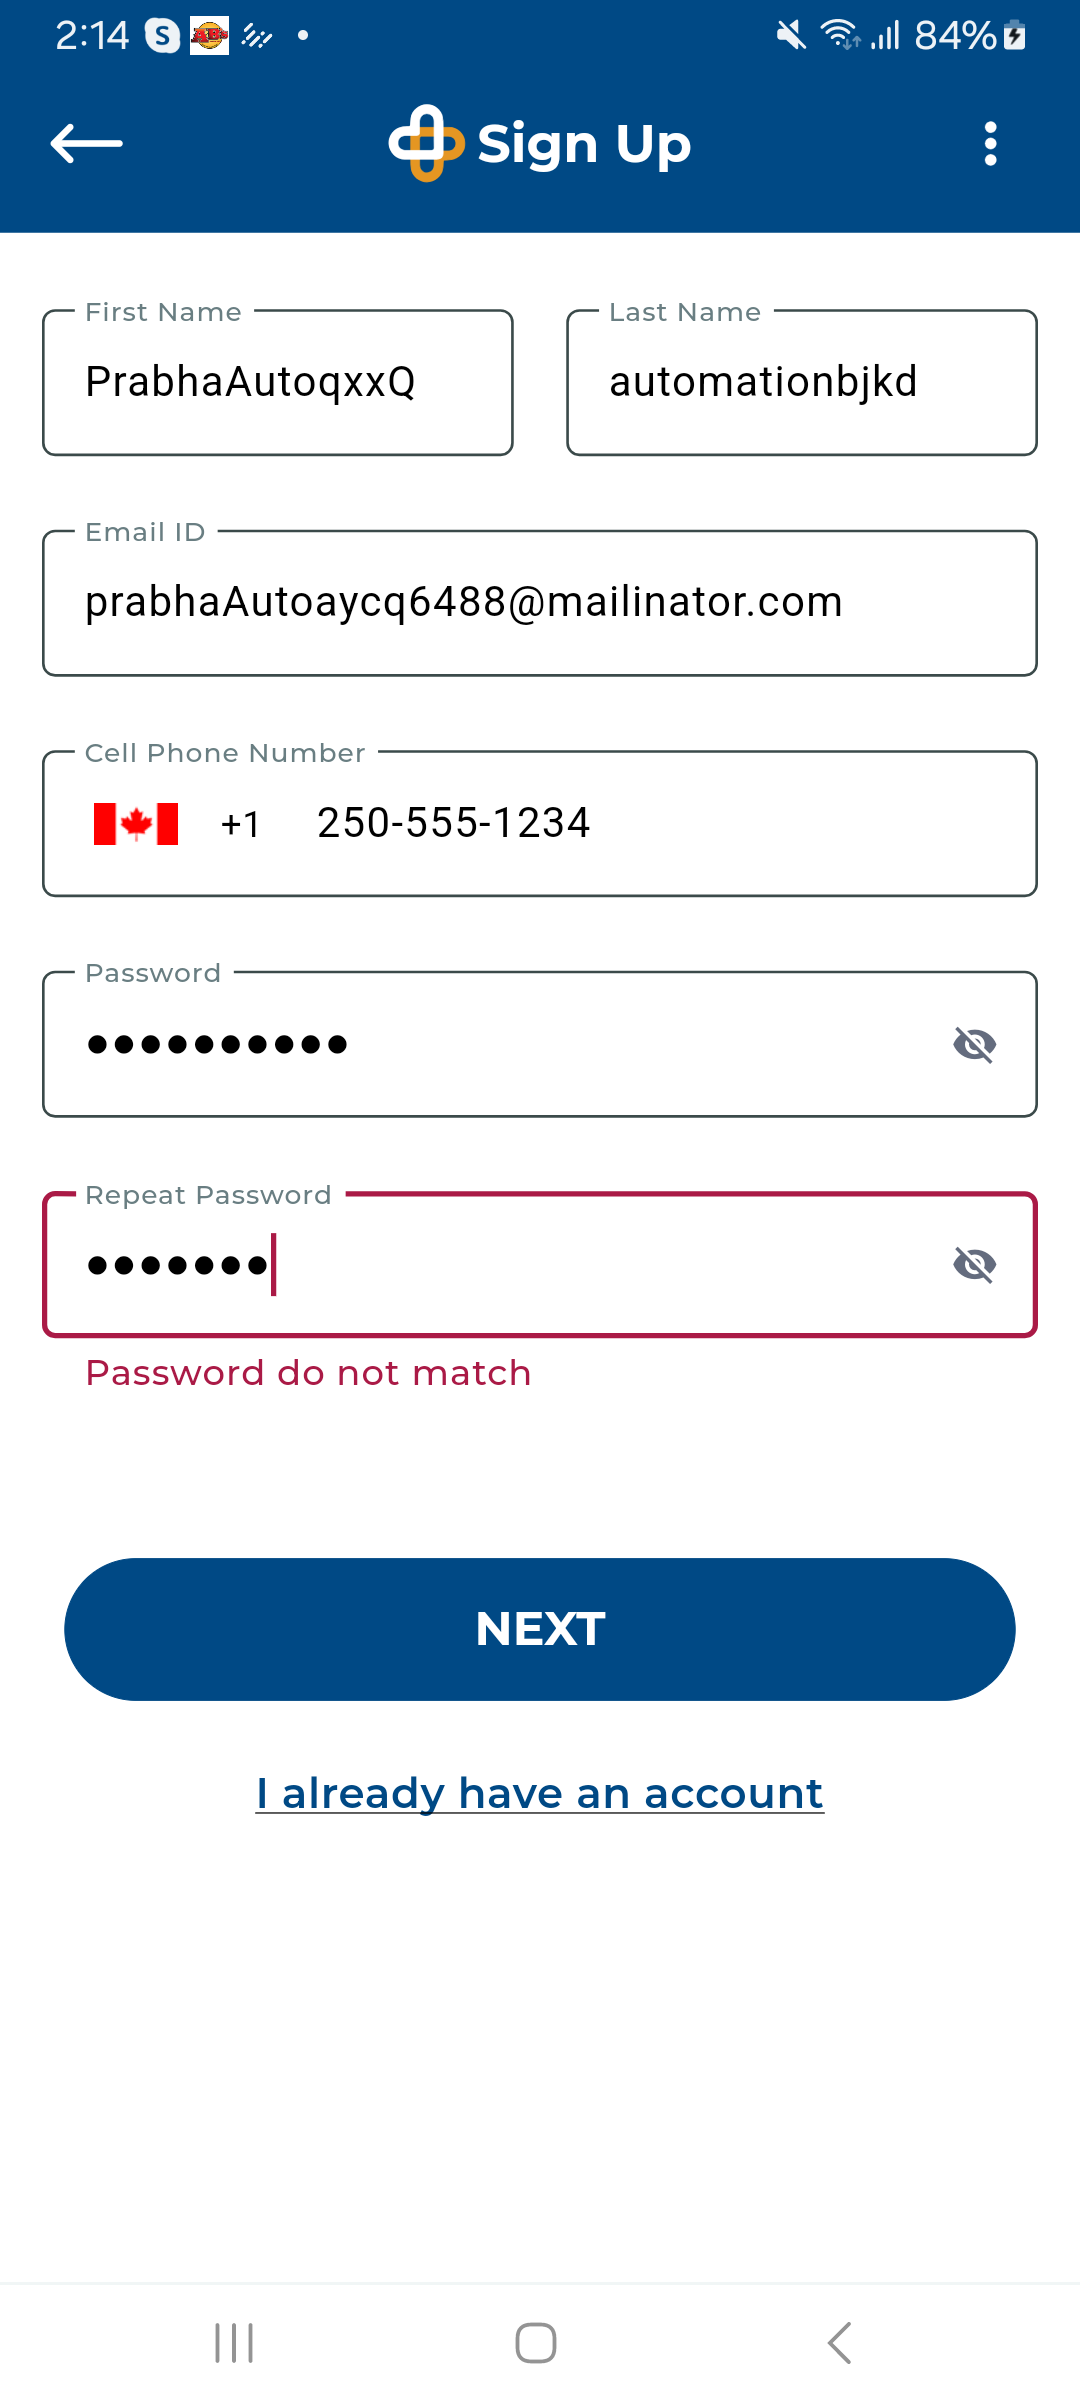 2:14 S 84%
Sign Up
First Name Last Name
PrabhaAutoqxxQ automationbjkd
Email ID
prabhaAutoaycq6488@mailinator.com
Cell Phone Number
+1 250-555-1234
Password
••••••••••
Repeat Password
•••••••
Password do not match
NEXT
I already have an account